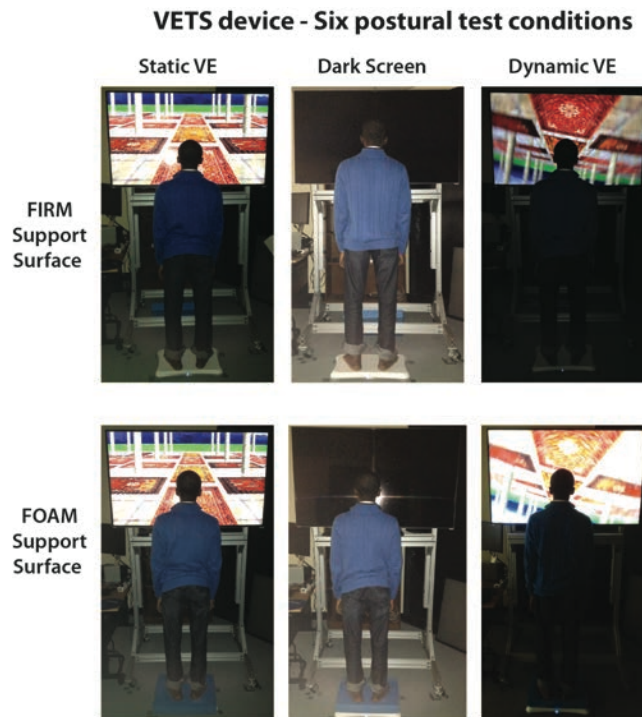 VETS device - Six postural test conditions
Static VE
Dark Screen
Dynamic VE
FIRM
Support
Surface
FOAM
Support
Surface